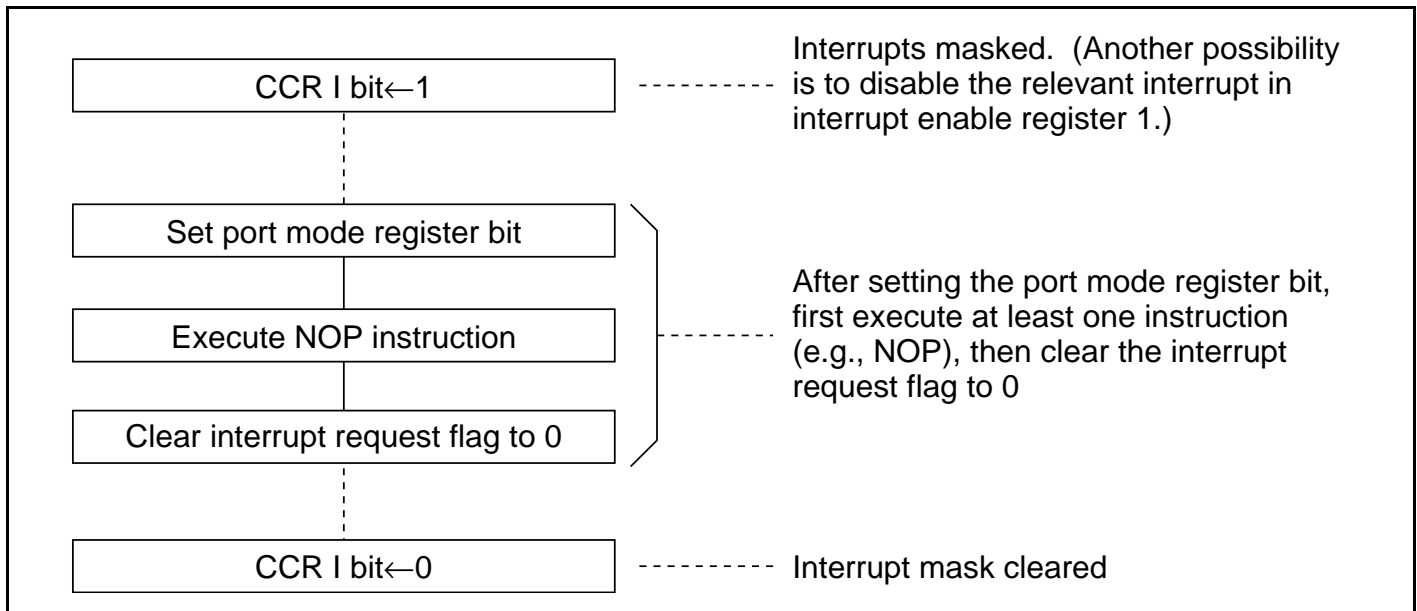 CCR I bit←1
Interrupts masked.  (Another possibility
is to disable the relevant interrupt in
interrupt enable register 1.)
Set port mode register bit
Execute NOP instruction
Clear interrupt request flag to 0
After setting the port mode register bit,
first execute at least one instruction
(e.g., NOP), then clear the interrupt
request flag to 0
CCR I bit←0
Interrupt mask cleared